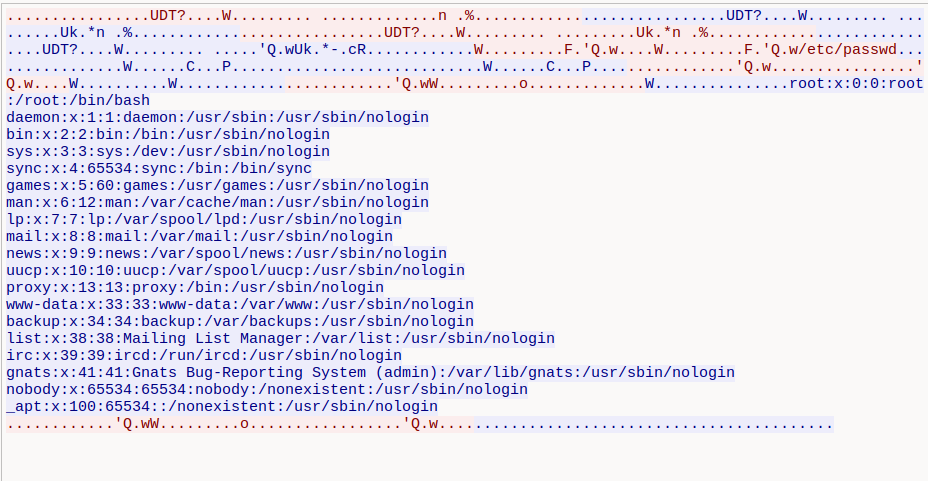 ................UDT?....W......... .............n .%............................UDT?....W......... ...
......Uk.*n .%............................UDT?....W......... .........Uk.*n .%........................
....UDT?....W......... .....'Q.wUk.*-.cR............W.........F.'Q.w....W.........F.'Q.w/etc/passwd...
.............W......C...P............................W......C...P................'Q.w................'
Q.w....W..........W........................'Q.wW.........o.............W...............root:x:0:0:root
:/root:/bin/bash
daemon:x:1:1:daemon:/usr/sbin:/usr/sbin/nologin
bin:x:2:2:bin:/bin:/usr/sbin/nologin
sys:x:3:3:sys:/dev:/usr/sbin/nologin
sync:x:4:65534:sync:/bin:/bin/sync
games:x:5:60:games:/usr/games:/usr/sbin/nologin
man:x:6:12:man:/var/cache/man:/usr/sbin/nologin
lp:x:7:7:lp:/var/spool/lpd:/usr/sbin/nologin
mail:x:8:8:mail:/var/mail:/usr/sbin/nologin
news:x:9:9:news:/var/spool/news:/usr/sbin/nologin
uucp:x:10:10:uucp:/var/spool/uucp:/usr/sbin/nologin
proxy:x:13:13:proxy:/bin:/usr/sbin/nologin
www-data:x:33:33:www-data:/var/www:/usr/sbin/nologin
backup:x:34:34:backup:/var/backups:/usr/sbin/nologin
list:x:38:38:Mailing List Manager:/var/list:/usr/sbin/nologin
irc:x:39:39:ircd:/run/ircd:/usr/sbin/nologin
gnats:x:41:41:Gnats Bug-Reporting System (admin):/var/lib/gnats:/usr/sbin/nologin
nobody:x:65534:65534:nobody:/nonexistent:/usr/sbin/nologin
_apt:x:100:65534::/nonexistent:/usr/sbin/nologin
............'Q.wW.........o.................'Q.w............................................